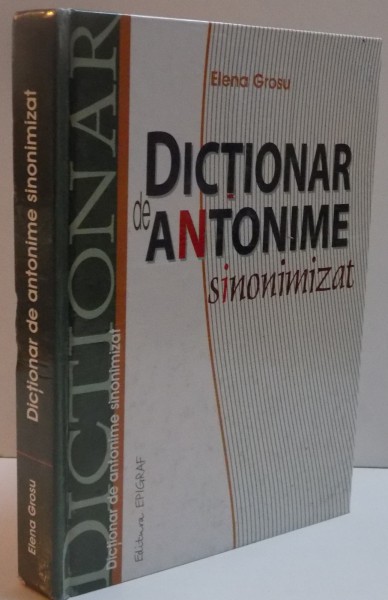 Elena Grosu
DICȚIONAR
de
ANTONIME
sinonimizat
Editura EPIGRAF
DICȚIONAR
Dicționar de antonime sinonimizat
Dicționar de antonime sinonimizat
Elena Grosu